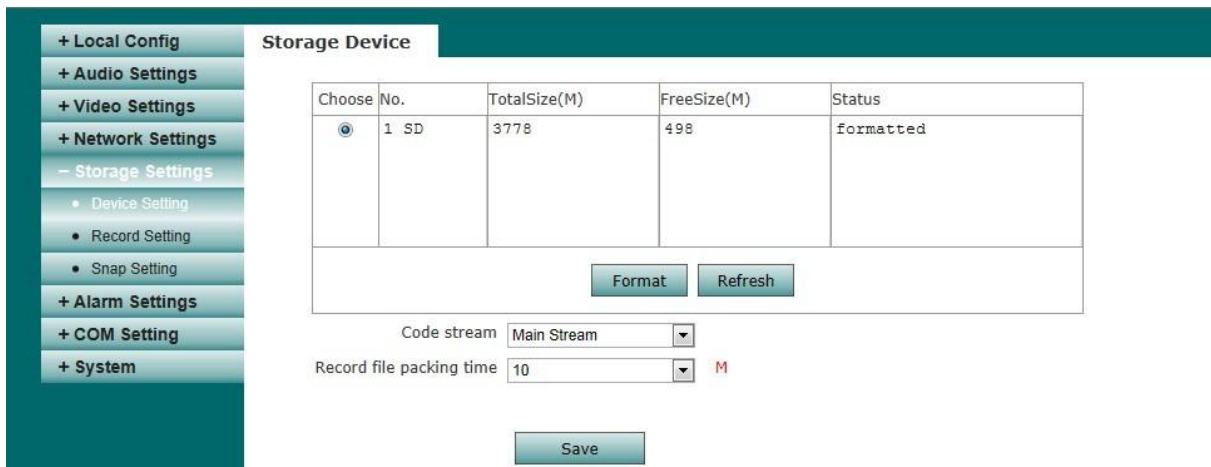 + Local Config
+ Audio Settings
+ Video Settings
+ Network Settings
– Storage Settings
• Device Setting
• Record Setting
• Snap Setting
+ Alarm Settings
+ COM Setting
+ System
Storage Device
Choose No. TotalSize(M) FreeSize(M) Status
1 SD 3778 498 formatted
Format Refresh
Code stream Main Stream
Record file packing time 10 M
Save